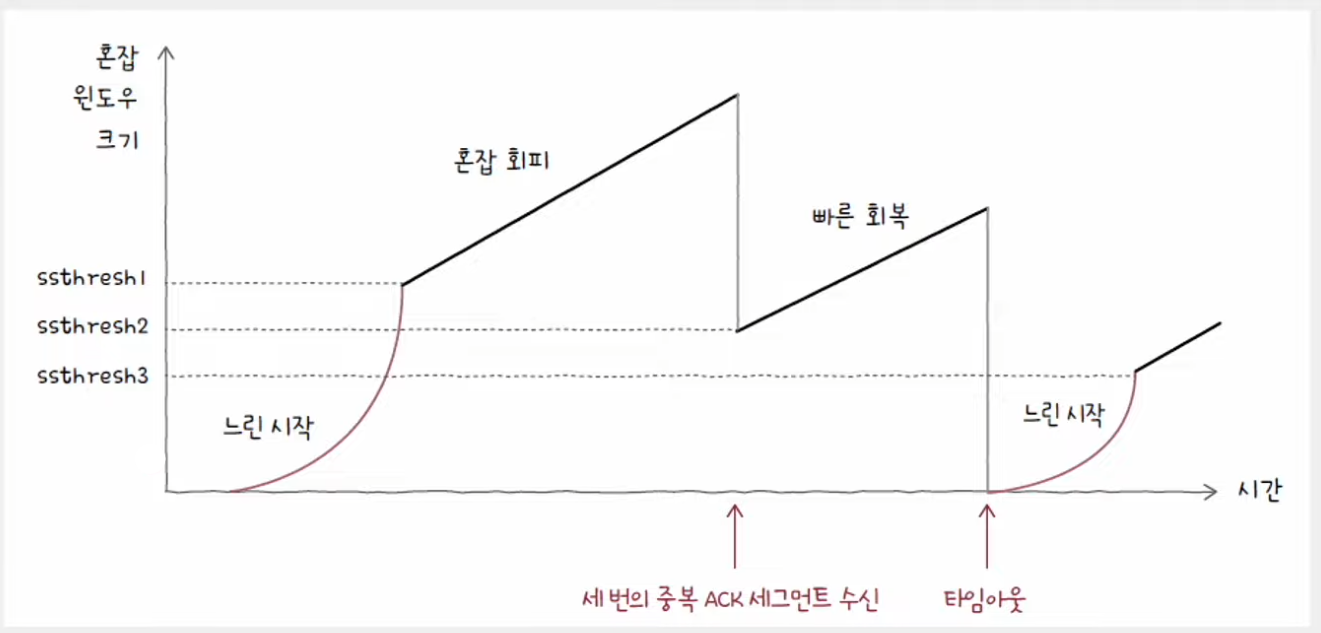 혼잡
윈도우
크기
혼잡 회피
빠른 회복
ssthresh1
ssthresh2
ssthresh3
느린 시작
느린 시작
시간
세 번의 중복 ACK 세그먼트 수신
타임아웃